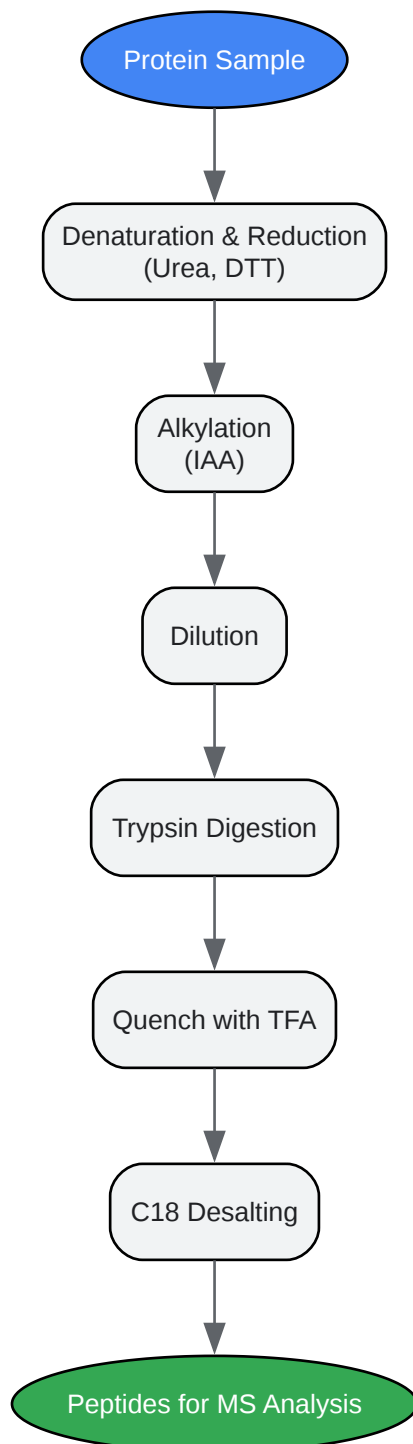 Protein Sample
Denaturation & Reduction
(Urea, DTT)
Alkylation
(IAA)
Dilution
Trypsin Digestion
Quench with TFA
C18 Desalting
Peptides for MS Analysis